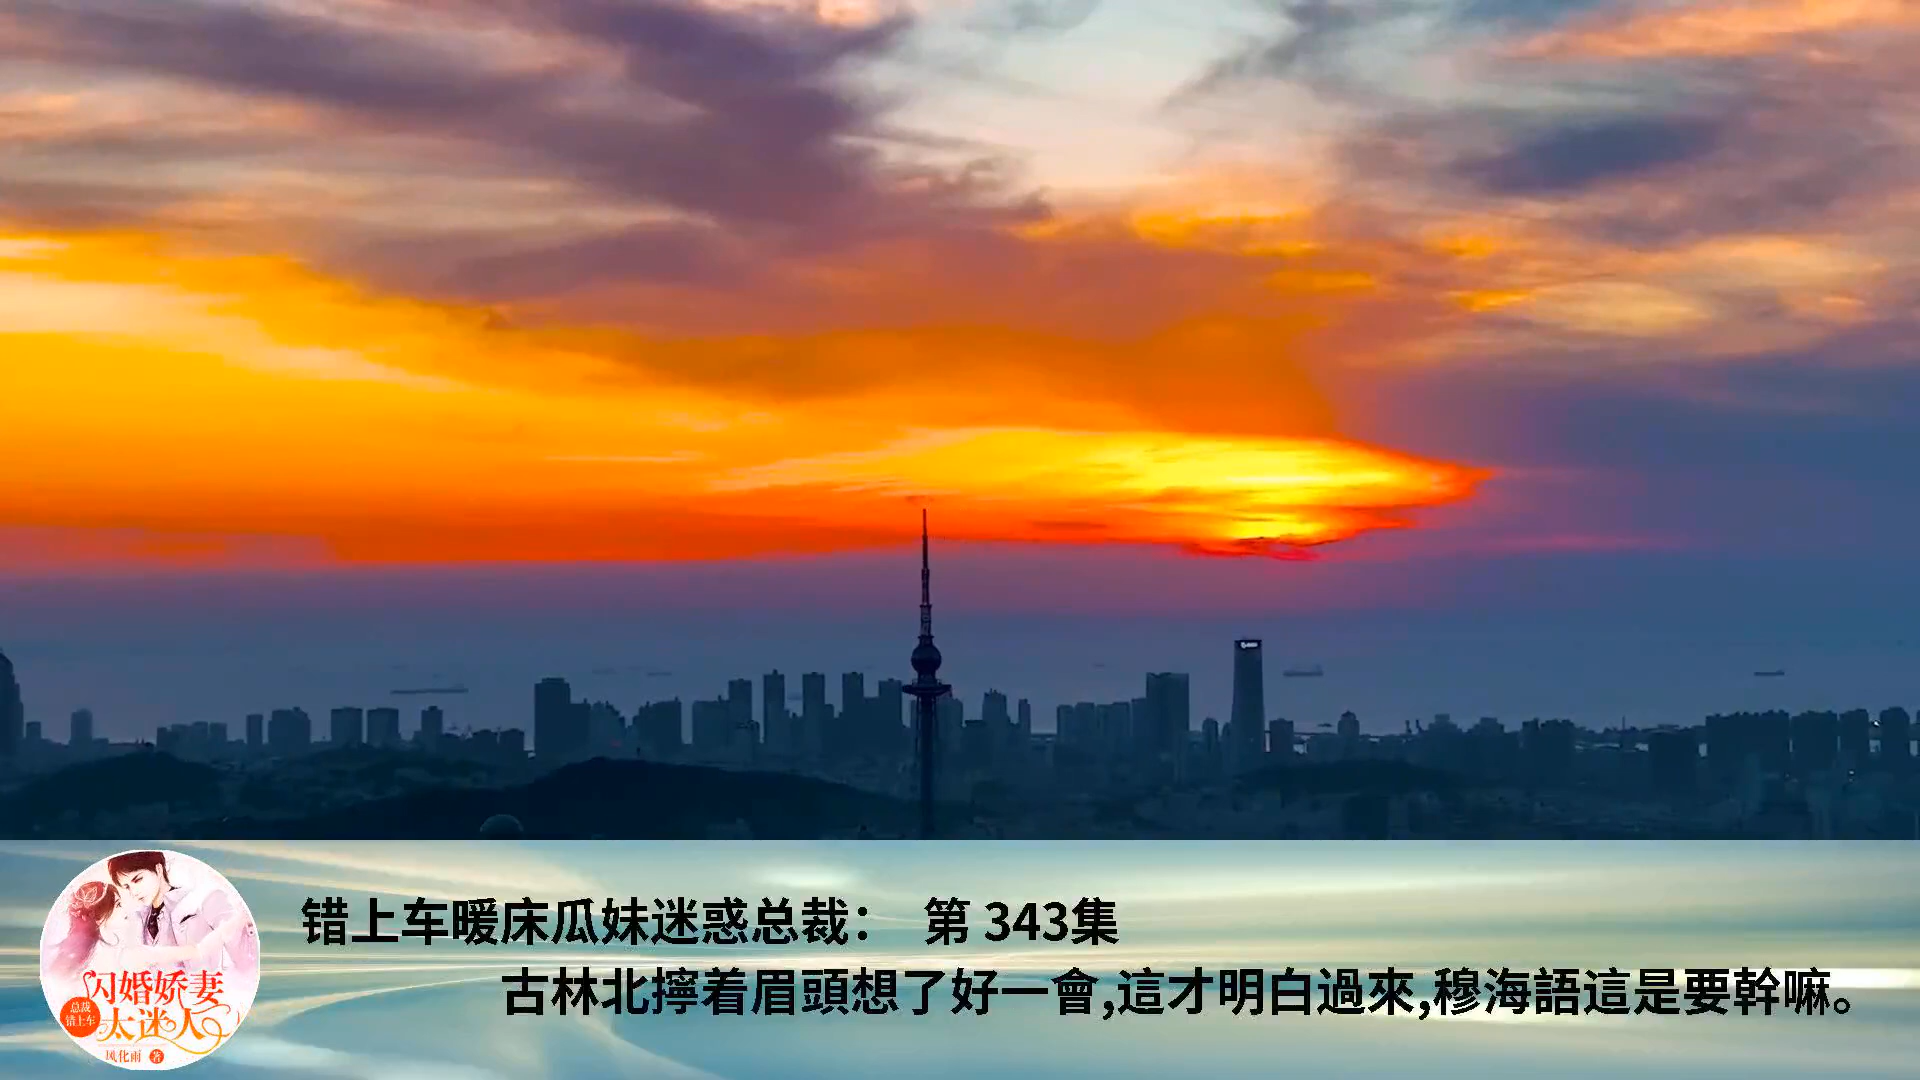 错上车暖床瓜妹迷惑总裁： 第 343集
古林北擰着眉頭想了好一會,這才明白過來,穆海語這是要幹嘛。
闪婚娇妻
总裁
错上车
太迷人
风化雨 著